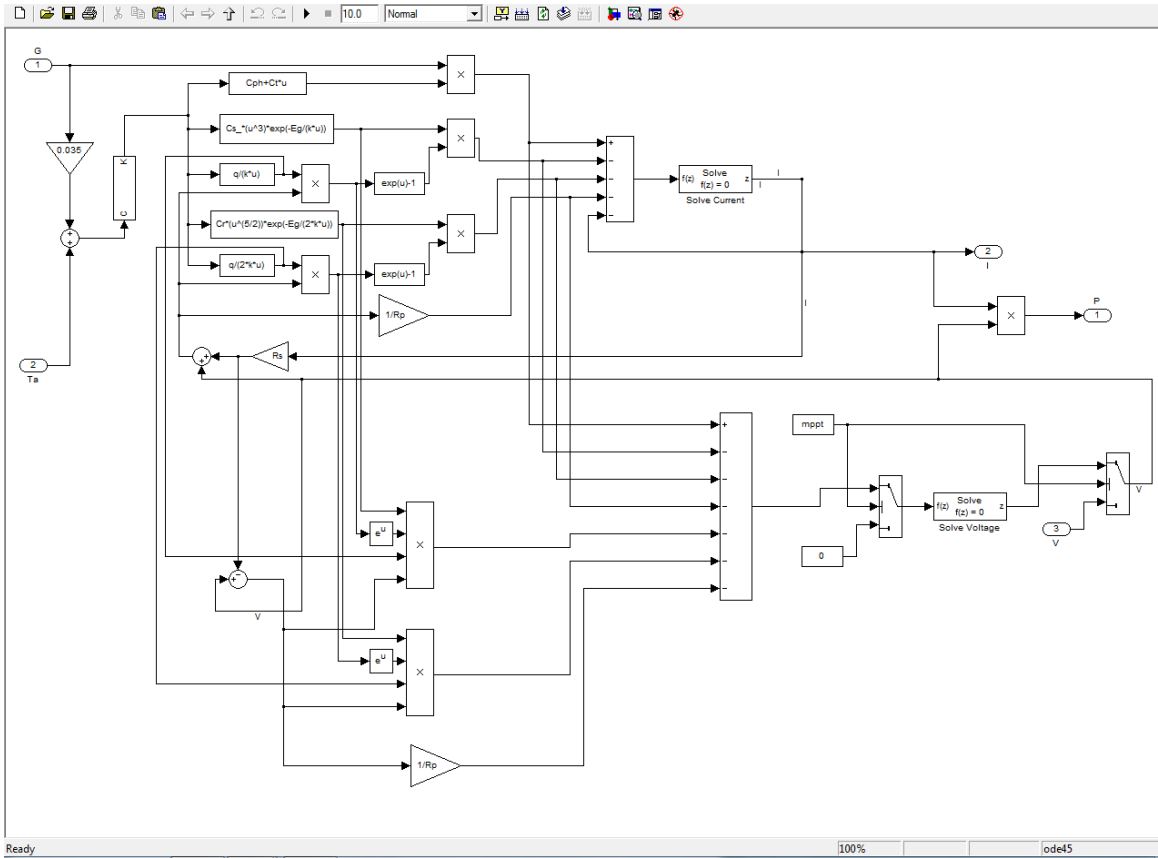 10.0
Normal
G
1
Cph+Ct*u
×
Cs_*(u^3)*exp(-Eg/(k*u))
×
0.035
K
C
q/(k*u)
×
exp(u)-1
+
−
−
−
−
f(z)
Solve
f(z) = 0
z
Solve Current
I
I
Cr*(u^(5/2))*exp(-Eg/(2*k*u))
×
+
+
q/(2*k*u)
×
exp(u)-1
2
I
I
1/Rp
×
P
1
2
Ta
+
+
Rs
mppt
+
−
−
−
−
−
−
V
f(z)
Solve
f(z) = 0
z
Solve Voltage
3
V
0
e^u
×
+
−
V
e^u
×
1/Rp
Ready
100%
ode45